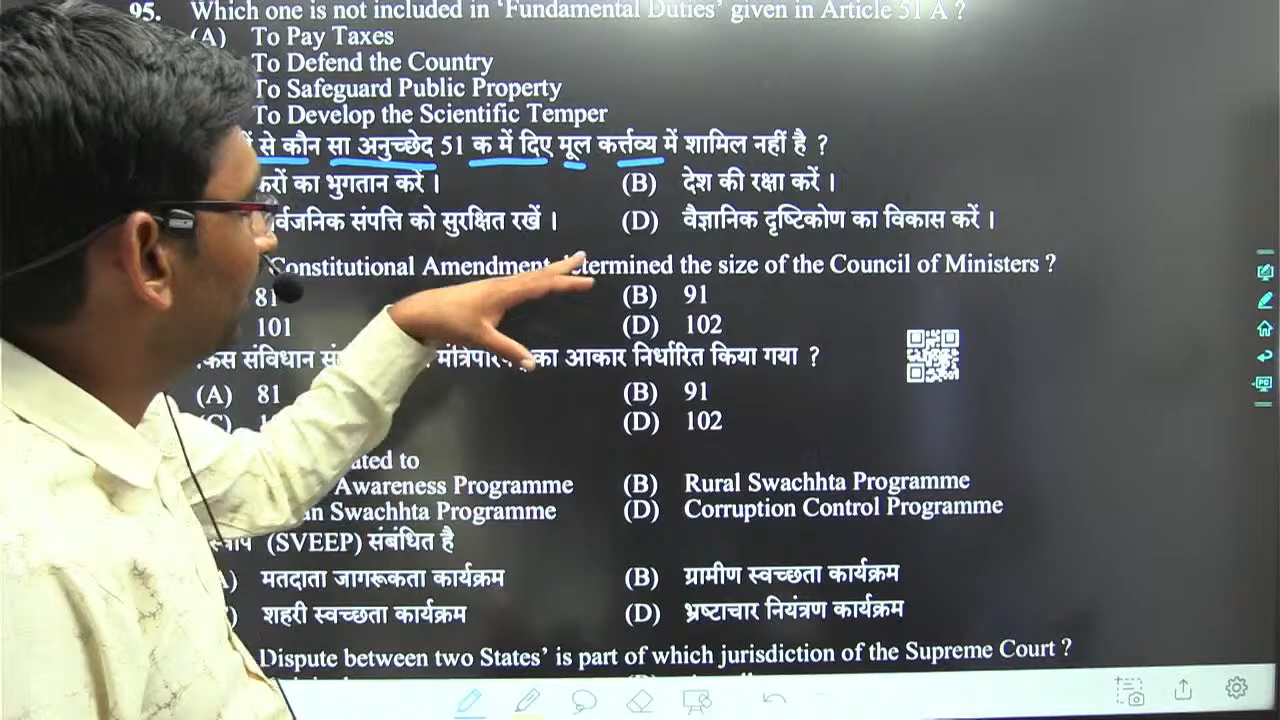 95. Which one is not included in ‘Fundamental Duties’ given in Article 51 A ?
(A) To Pay Taxes
To Defend the Country
To Safeguard Public Property
To Develop the Scientific Temper
से कौन सा अनुच्छेद 51 क में दिए मूल कर्त्तव्य में शामिल नहीं है ?
करों का भुगतान करें ।
(B) देश की रक्षा करें ।
संपत्ति को सुरक्षित रखें ।
(D) वैज्ञानिक दृष्टिकोण का विकास करें ।
Constitutional Amendment determined the size of the Council of Ministers ?
81
(B) 91
101
(D) 102
संविधान का आकार निर्धारित किया गया ?
(A) 81
(B) 91
(C)
(D) 102
to
Awareness Programme
(B) Rural Swachhta Programme
Swachhta Programme
(D) Corruption Control Programme
(SVEEP) संबंधित है
मतदाता जागरूकता कार्यक्रम
(B) ग्रामीण स्वच्छता कार्यक्रम
शहरी स्वच्छता कार्यक्रम
(D) भ्रष्टाचार नियंत्रण कार्यक्रम
Dispute between two States’ is part of which jurisdiction of the Supreme Court ?